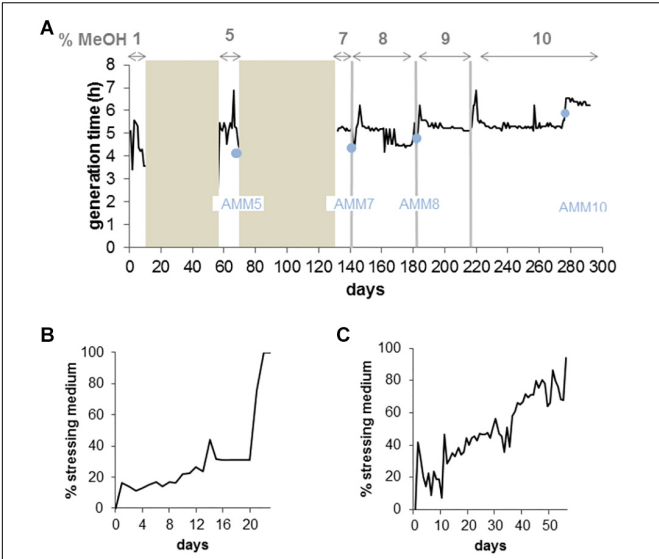 A
% MeOH 1 5 7 8 9 10
generation time (h)
8
7
6
5
4
3
2
1
0
AMM5 AMM7 AMM8 AMM10
0 20 40 60 80 100 120 140 160 180 200 220 240 260 280 300
days
B
% stressing medium
100
80
60
40
20
0
0 4 8 12 16 20
days
C
% stressing medium
100
80
60
40
20
0
0 10 20 30 40 50
days